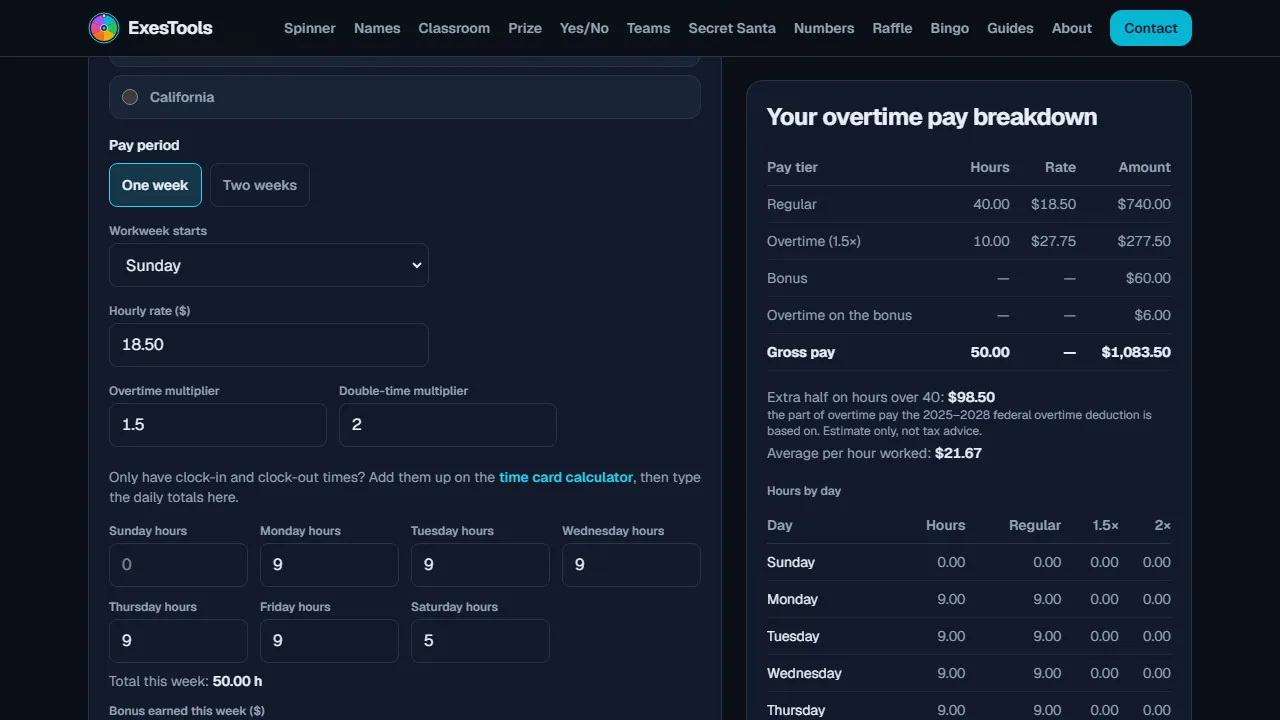 ExesTools
Spinner Names Classroom Prize Yes/No Teams Secret Santa Numbers Raffle Bingo Guides About Contact
California
Pay period
One week Two weeks
Workweek starts
Sunday
Hourly rate ($)
18.50
Overtime multiplier Double-time multiplier
1.5 2
Only have clock-in and clock-out times? Add them up on the time card calculator, then type
the daily totals here.
Sunday hours Monday hours Tuesday hours Wednesday hours
0 9 9 9
Thursday hours Friday hours Saturday hours
9 9 5
Total this week: 50.00 h
Bonus earned this week ($)
Your overtime pay breakdown
Pay tier Hours Rate Amount
Regular 40.00 $18.50 $740.00
Overtime (1.5×) 10.00 $27.75 $277.50
Bonus — — $60.00
Overtime on the bonus — — $6.00
Gross pay 50.00 — $1,083.50
Extra half on hours over 40: $98.50
the part of overtime pay the 2025–2028 federal overtime deduction is
based on. Estimate only, not tax advice.
Average per hour worked: $21.67
Hours by day
Day Hours Regular 1.5× 2×
Sunday 0.00 0.00 0.00 0.00
Monday 9.00 9.00 0.00 0.00
Tuesday 9.00 9.00 0.00 0.00
Wednesday 9.00 9.00 0.00 0.00
Thursday 9.00 9.00 0.00 0.00